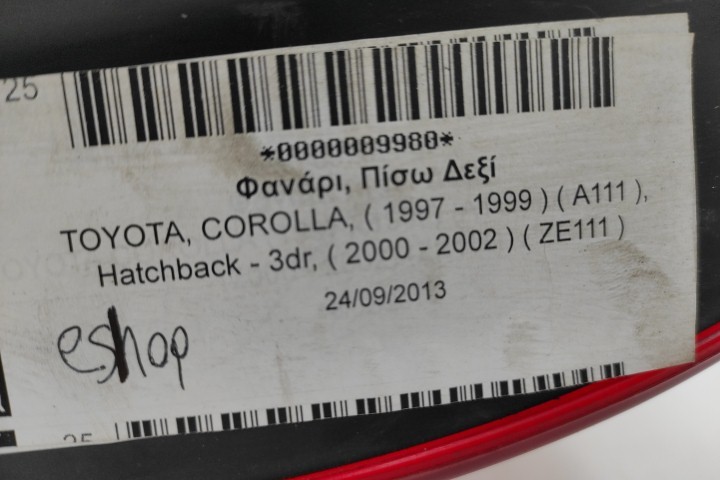 25
*0000009980*
Φανάρι, Πίσω Δεξί
TOYOTA, COROLLA, ( 1997 - 1999 ) ( A111 ),
Hatchback - 3dr, ( 2000 - 2002 ) ( ZE111 )
24/09/2013
eshop
25